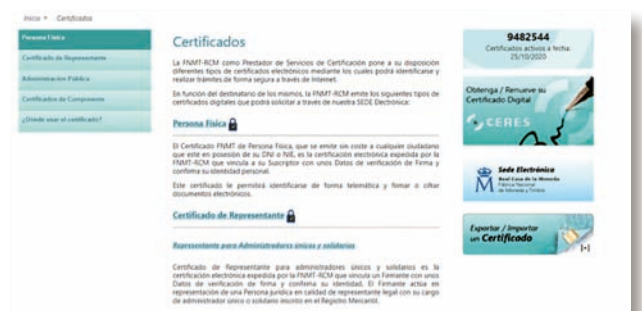 Inicio ▸ Certificados
Persona Física
Certificado de Representante
Administración Pública
Certificados de Componente
¿Dónde usar el certificado?
Certificados
La FNMT-RCM como Prestador de Servicios de Certificación pone a su disposición
diferentes tipos de certificados electrónicos mediante los cuales podrá identificarse y
realizar trámites de forma segura a través de Internet.
En función del destinatario de los mismos, la FNMT-RCM emite los siguientes tipos de
certificados digitales que podrá solicitar a través de nuestra SEDE Electrónica:
Persona Física
El Certificado FNMT de Persona Física, que se emite sin coste a cualquier ciudadano
que esté en posesión de su DNI o NIE, es la certificación electrónica expedida por la
FNMT-RCM que vincula a su Suscriptor con unos Datos de verificación de Firma y
confirma su identidad personal.
Este certificado le permitirá identificarse de forma telemática y firmar o cifrar
documentos electrónicos.
Certificado de Representante
Representante para Administradores únicos y solidarios
Certificado de Representante para administradores únicos y solidarios es la
certificación electrónica expedida por la FNMT-RCM que vincula un Firmante con unos
Datos de verificación de firma y confirma su identidad. El Firmante actúa en
representación de una Persona jurídica en calidad de representante legal con su cargo
de administrador único o solidario inscrito en el Registro Mercantil.
9482544
Certificados activos a fecha:
25/10/2020
Obtenga / Renueve su
Certificado Digital
CERES
Sede Electrónica
Real Casa de la Moneda
Fábrica Nacional
de Moneda y Timbre
Exportar / Importar
un Certificado
[+]